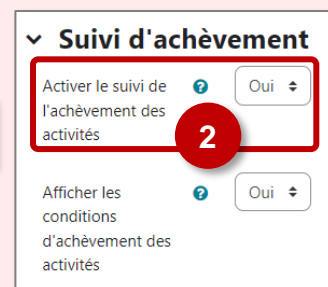 Suivi d'achèvement
Activer le suivi de ? Oui
l'achèvement des
activités
2
Afficher les ? Oui
conditions
d'achèvement des
activités